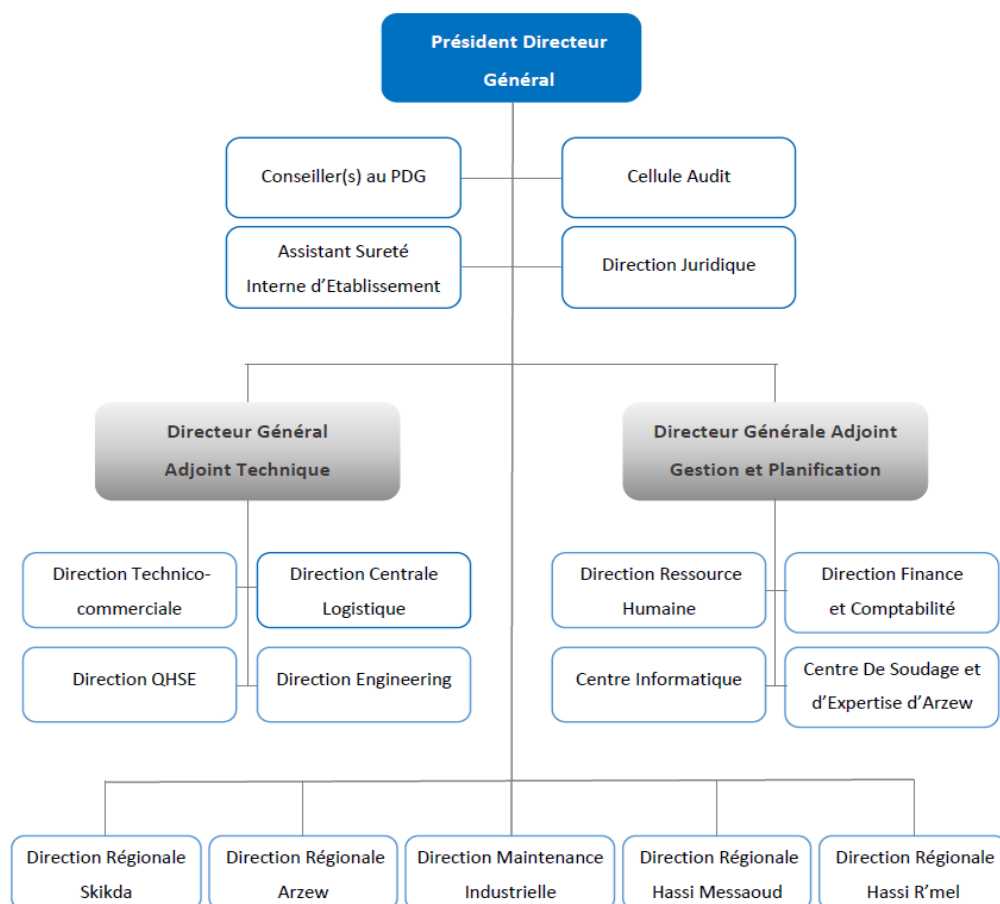 Président Directeur
Général
Conseiller(s) au PDG
Cellule Audit
Assistant Sureté
Interne d'Etablissement
Direction Juridique
Directeur Général
Adjoint Technique
Directeur Générale Adjoint
Gestion et Planification
Direction Technico-
commerciale
Direction Centrale
Logistique
Direction Ressource
Humaine
Direction Finance
et Comptabilité
Direction QHSE
Direction Engineering
Centre Informatique
Centre De Soudage et
d'Expertise d'Arzew
Direction Régionale
Skikda
Direction Régionale
Arzew
Direction Maintenance
Industrielle
Direction Régionale
Hassi Messaoud
Direction Régionale
Hassi R'mel